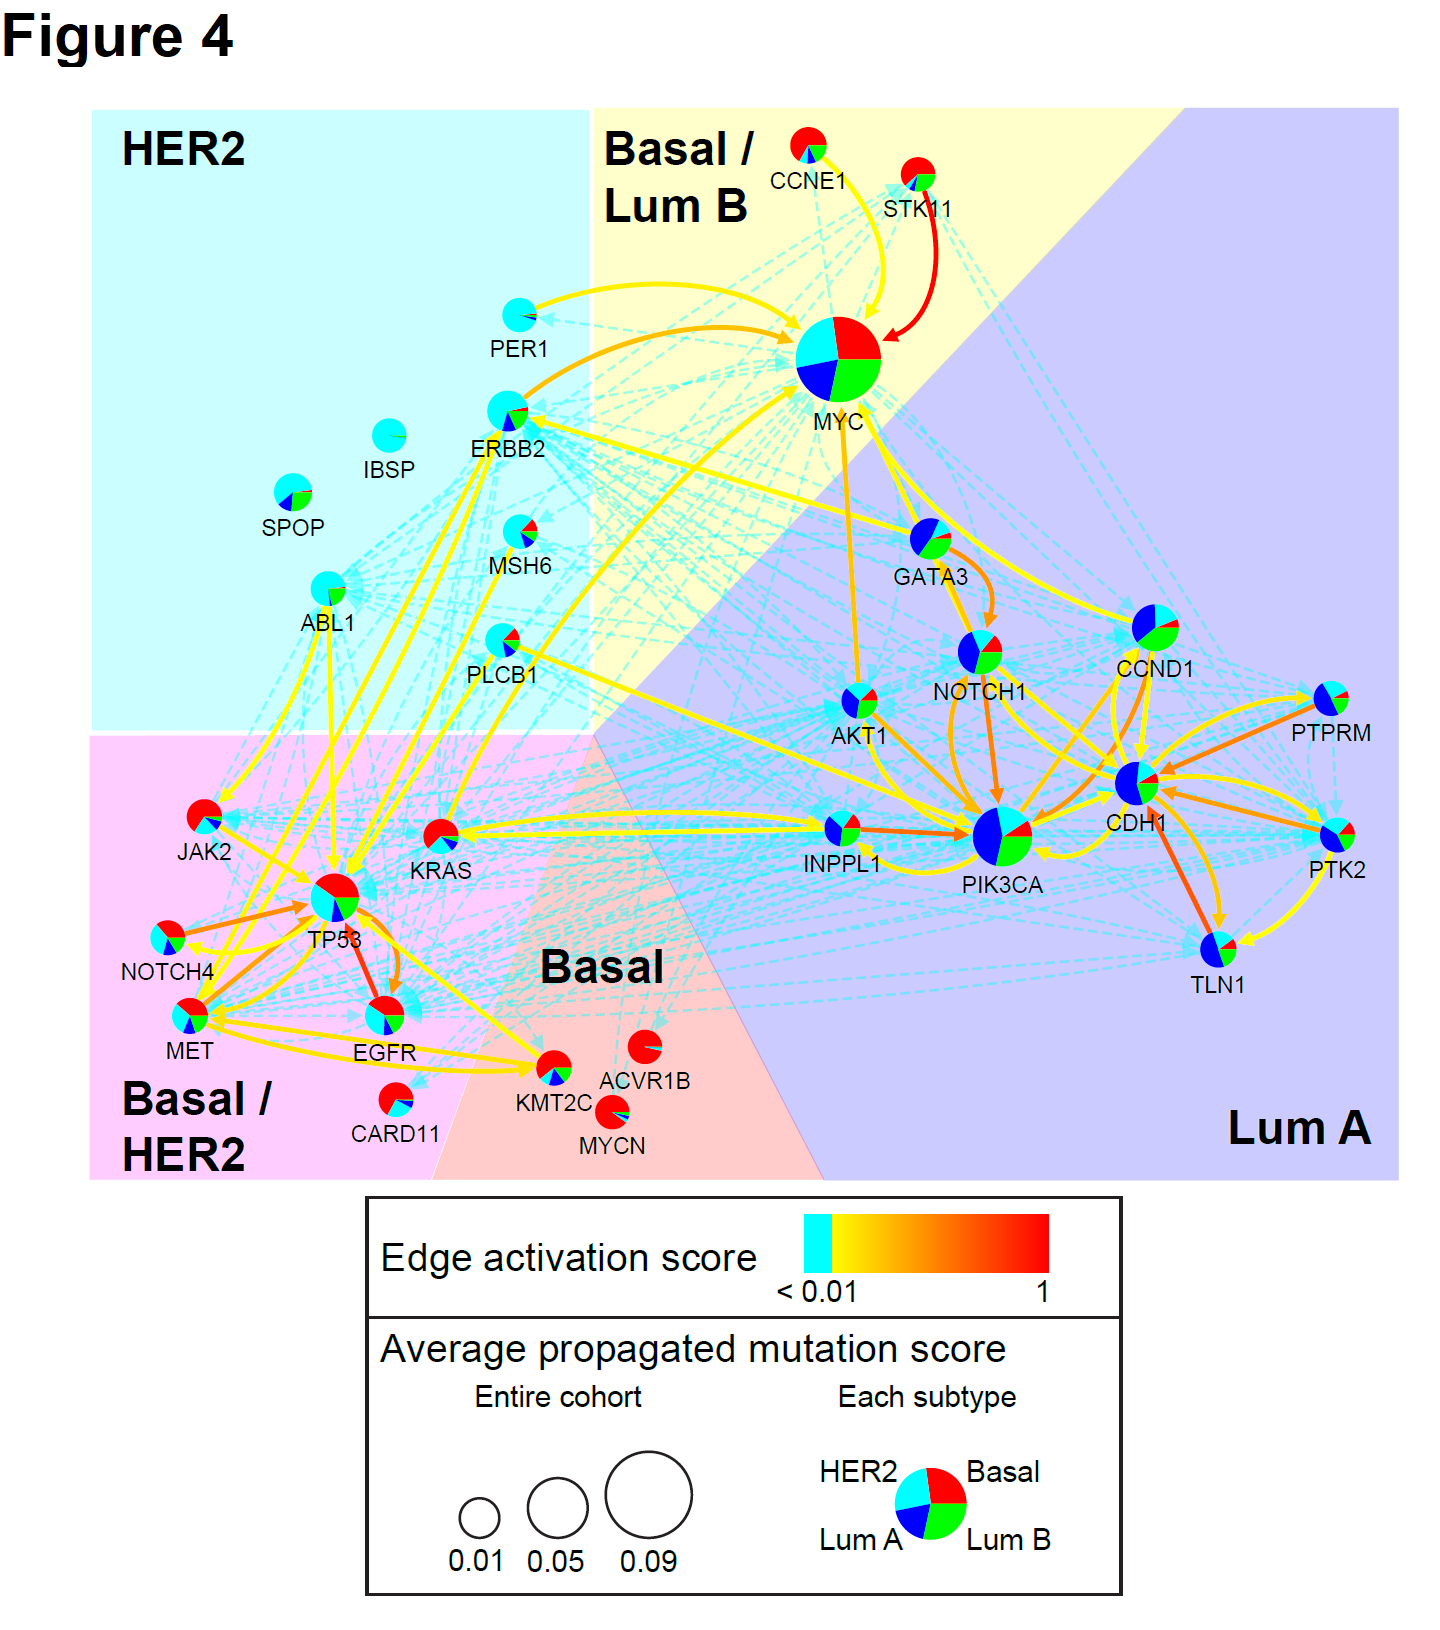 Figure 4
HER2
Basal /
Lum B
CCNE1
STK11
PER1
MYC
ERBB2
IBSP
SPOP
MSH6
GATA3
ABL1
PLCB1
NOTCH1
CCND1
AKT1
PTPRM
JAK2
KRAS
INPPL1
PIK3CA
CDH1
PTK2
TP53
NOTCH4
Basal
TLN1
MET
EGFR
ACVR1B
KMT2C
CARD11
MYCN
Basal /
HER2
Lum A
Edge activation score
< 0.01 1
Average propagated mutation score
Entire cohort Each subtype
HER2 Basal
Lum A Lum B
0.01 0.05 0.09